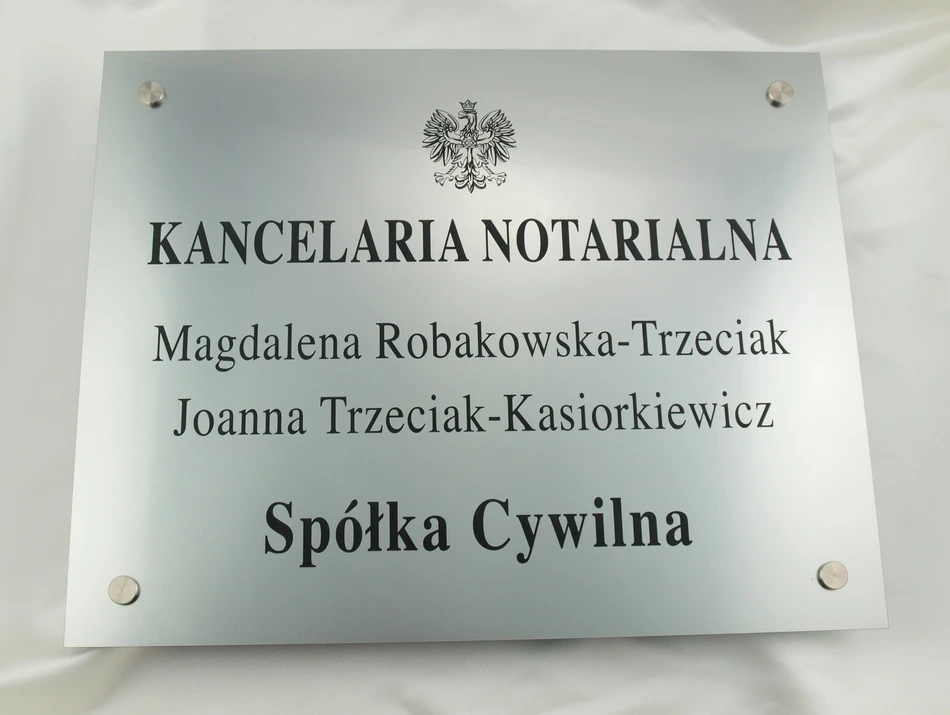 KANCELARIA NOTARIALNA
Magdalena Robakowska-Trzeciak
Joanna Trzeciak-Kasiorkiewicz
Spółka Cywilna